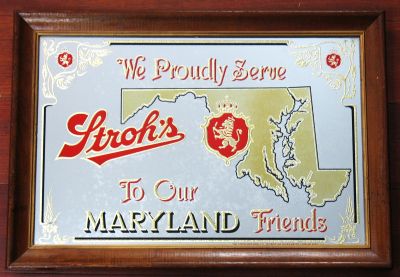 We Proudly Serve
Stroh's
To Our
MARYLAND Friends